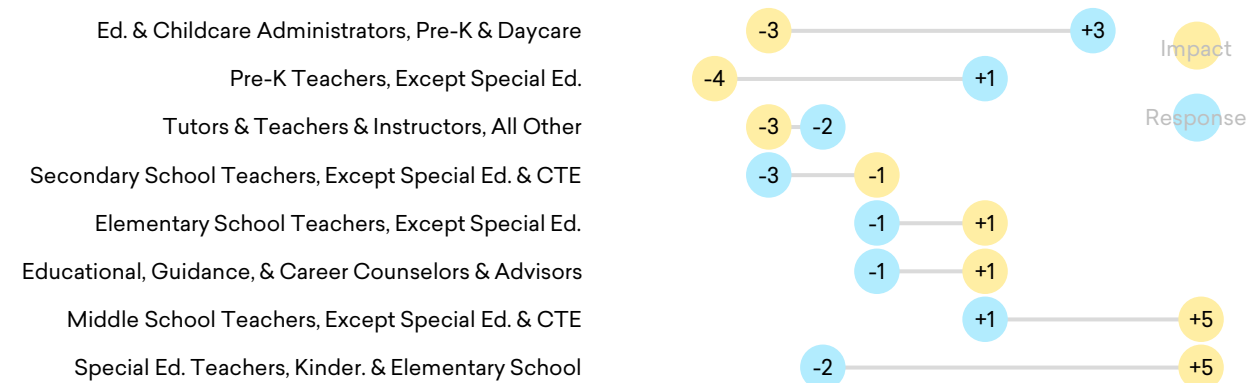 Ed. & Childcare Administrators, Pre-K & Daycare -3 +3
Impact
Pre-K Teachers, Except Special Ed. -4 +1
Response
Tutors & Teachers & Instructors, All Other -3 -2
Secondary School Teachers, Except Special Ed. & CTE -3 -1
Elementary School Teachers, Except Special Ed. -1 +1
Educational, Guidance, & Career Counselors & Advisors -1 +1
Middle School Teachers, Except Special Ed. & CTE +1 +5
Special Ed. Teachers, Kinder. & Elementary School -2 +5